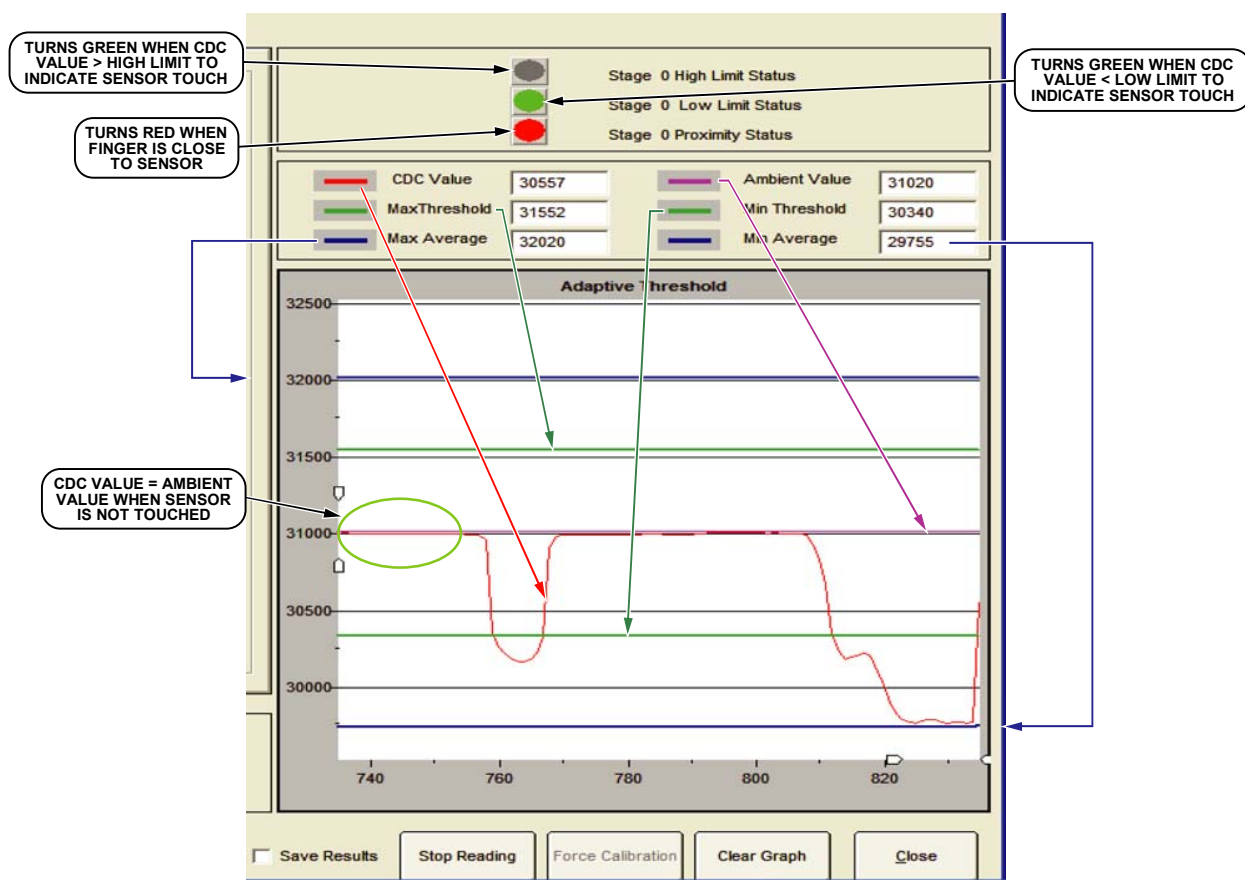 TURNS GREEN WHEN CDC
VALUE > HIGH LIMIT TO
INDICATE SENSOR TOUCH
TURNS RED WHEN
FINGER IS CLOSE
TO SENSOR
Stage 0 High Limit Status
Stage 0 Low Limit Status
Stage 0 Proximity Status
TURNS GREEN WHEN CDC
VALUE < LOW LIMIT TO
INDICATE SENSOR TOUCH
CDC Value 30557 Ambient Value 31020
MaxThreshold 31552 Min Threshold 30340
Max Average 32020 Min Average 29755
Adaptive Threshold
32500
32000
31500
CDC VALUE = AMBIENT
VALUE WHEN SENSOR
IS NOT TOUCHED
31000
30500
30000
740 760 780 800 820
Save Results Stop Reading Force Calibration Clear Graph Close